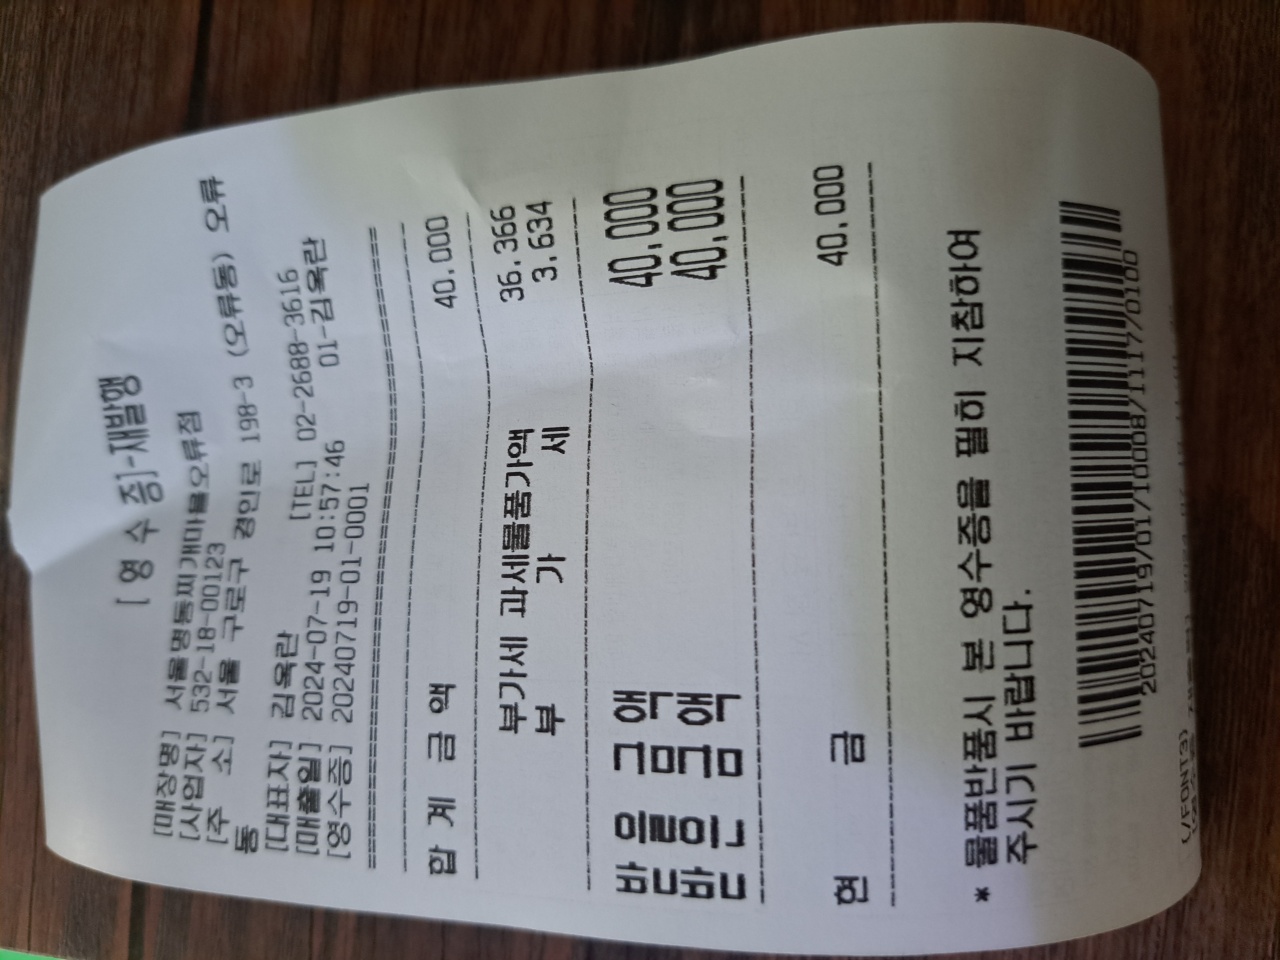 [ 영 수 증]-재발행
[매장명] 서울명동찌개마을오류점
[사업자] 532-18-00123
[주 소] 서울 구로구 경인로 198-3 (오류동) 오류
동
[대표자] 김옥란 [TEL] 02-2688-3616
[매출일] 2024-07-19 10:57:46 01-김옥란
[영수증] 20240719-01-0001
합 계 금 액 40,000
부가세 과세물품가액 36,366
부 가 세 3,634
받을금액 40,000
받은금액 40,000
현 금 40,000
* 물품반품시 본 영수증을 필히 지참하여
주시기 바랍니다.
20240719/01/10008/1117/0100
(/FONT3)